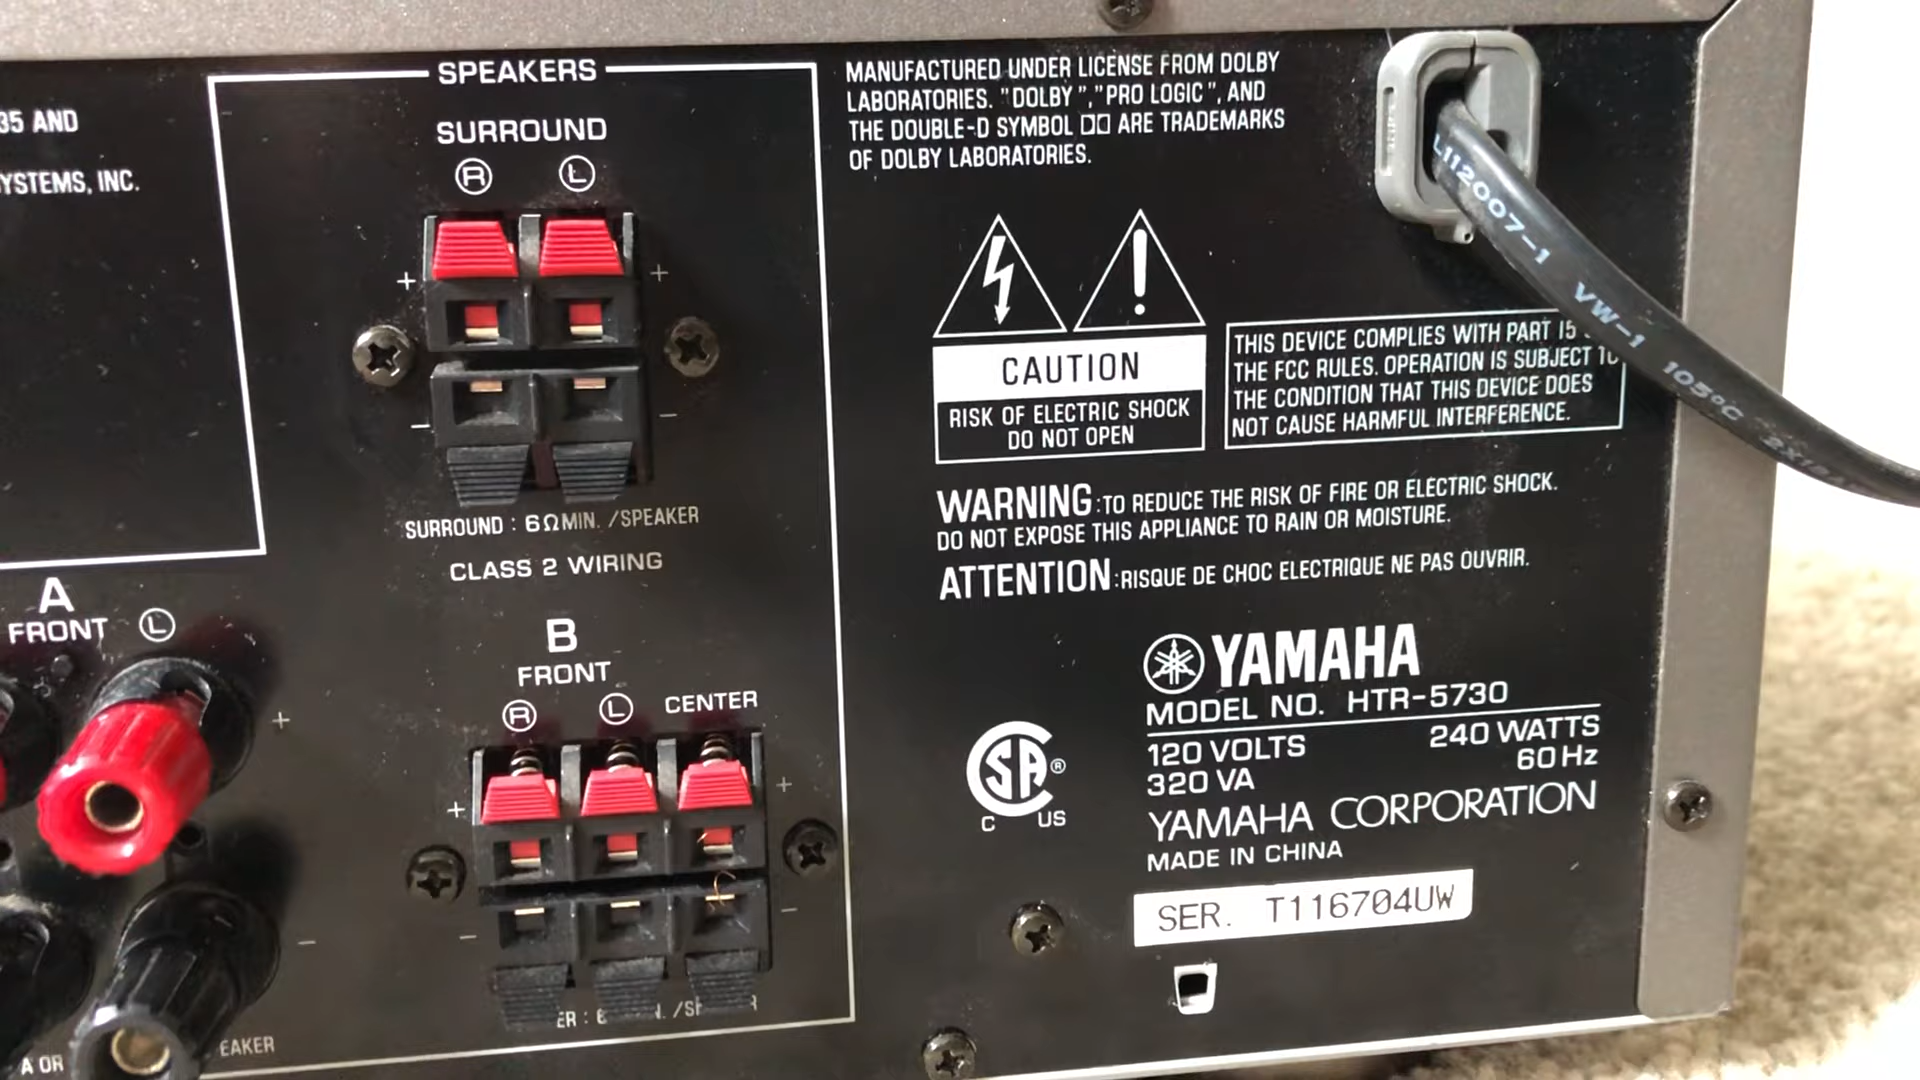 35 AND
YSTEMS, INC.
SPEAKERS
SURROUND
R L
+ +
- -
SURROUND : 6ΩMIN. /SPEAKER
CLASS 2 WIRING
A
FRONT L
+
-
A OR
EAKER
B
FRONT
R L CENTER
+ +
- -
MANUFACTURED UNDER LICENSE FROM DOLBY
LABORATORIES. "DOLBY", "PRO LOGIC", AND
THE DOUBLE-D SYMBOL ARE TRADEMARKS
OF DOLBY LABORATORIES.
L112007-1 VW-1 105°C
CAUTION
RISK OF ELECTRIC SHOCK
DO NOT OPEN
THIS DEVICE COMPLIES WITH PART 15
THE FCC RULES. OPERATION IS SUBJECT TO
THE CONDITION THAT THIS DEVICE DOES
NOT CAUSE HARMFUL INTERFERENCE.
WARNING : TO REDUCE THE RISK OF FIRE OR ELECTRIC SHOCK.
DO NOT EXPOSE THIS APPLIANCE TO RAIN OR MOISTURE.
ATTENTION : RISQUE DE CHOC ELECTRIQUE NE PAS OUVRIR.
YAMAHA
MODEL NO. HTR-5730
120 VOLTS 240 WATTS
320 VA 60 Hz
YAMAHA CORPORATION
MADE IN CHINA
SA ®
C US
SER. T116704UW